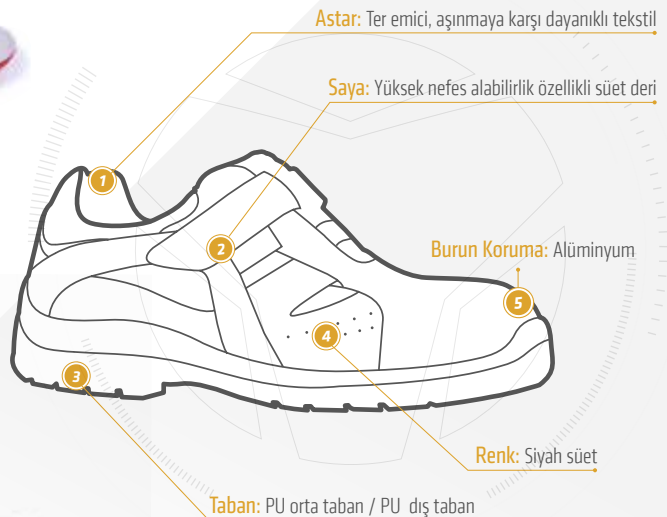 Astar: Ter emici, aşınmaya karşı dayanıklı tekstil
Saya: Yüksek nefes alabilirlik özellikli süet deri
1
2
Burun Koruma: Alüminyum
5
4
3
Renk: Siyah süet
Taban: PU orta taban / PU dış taban